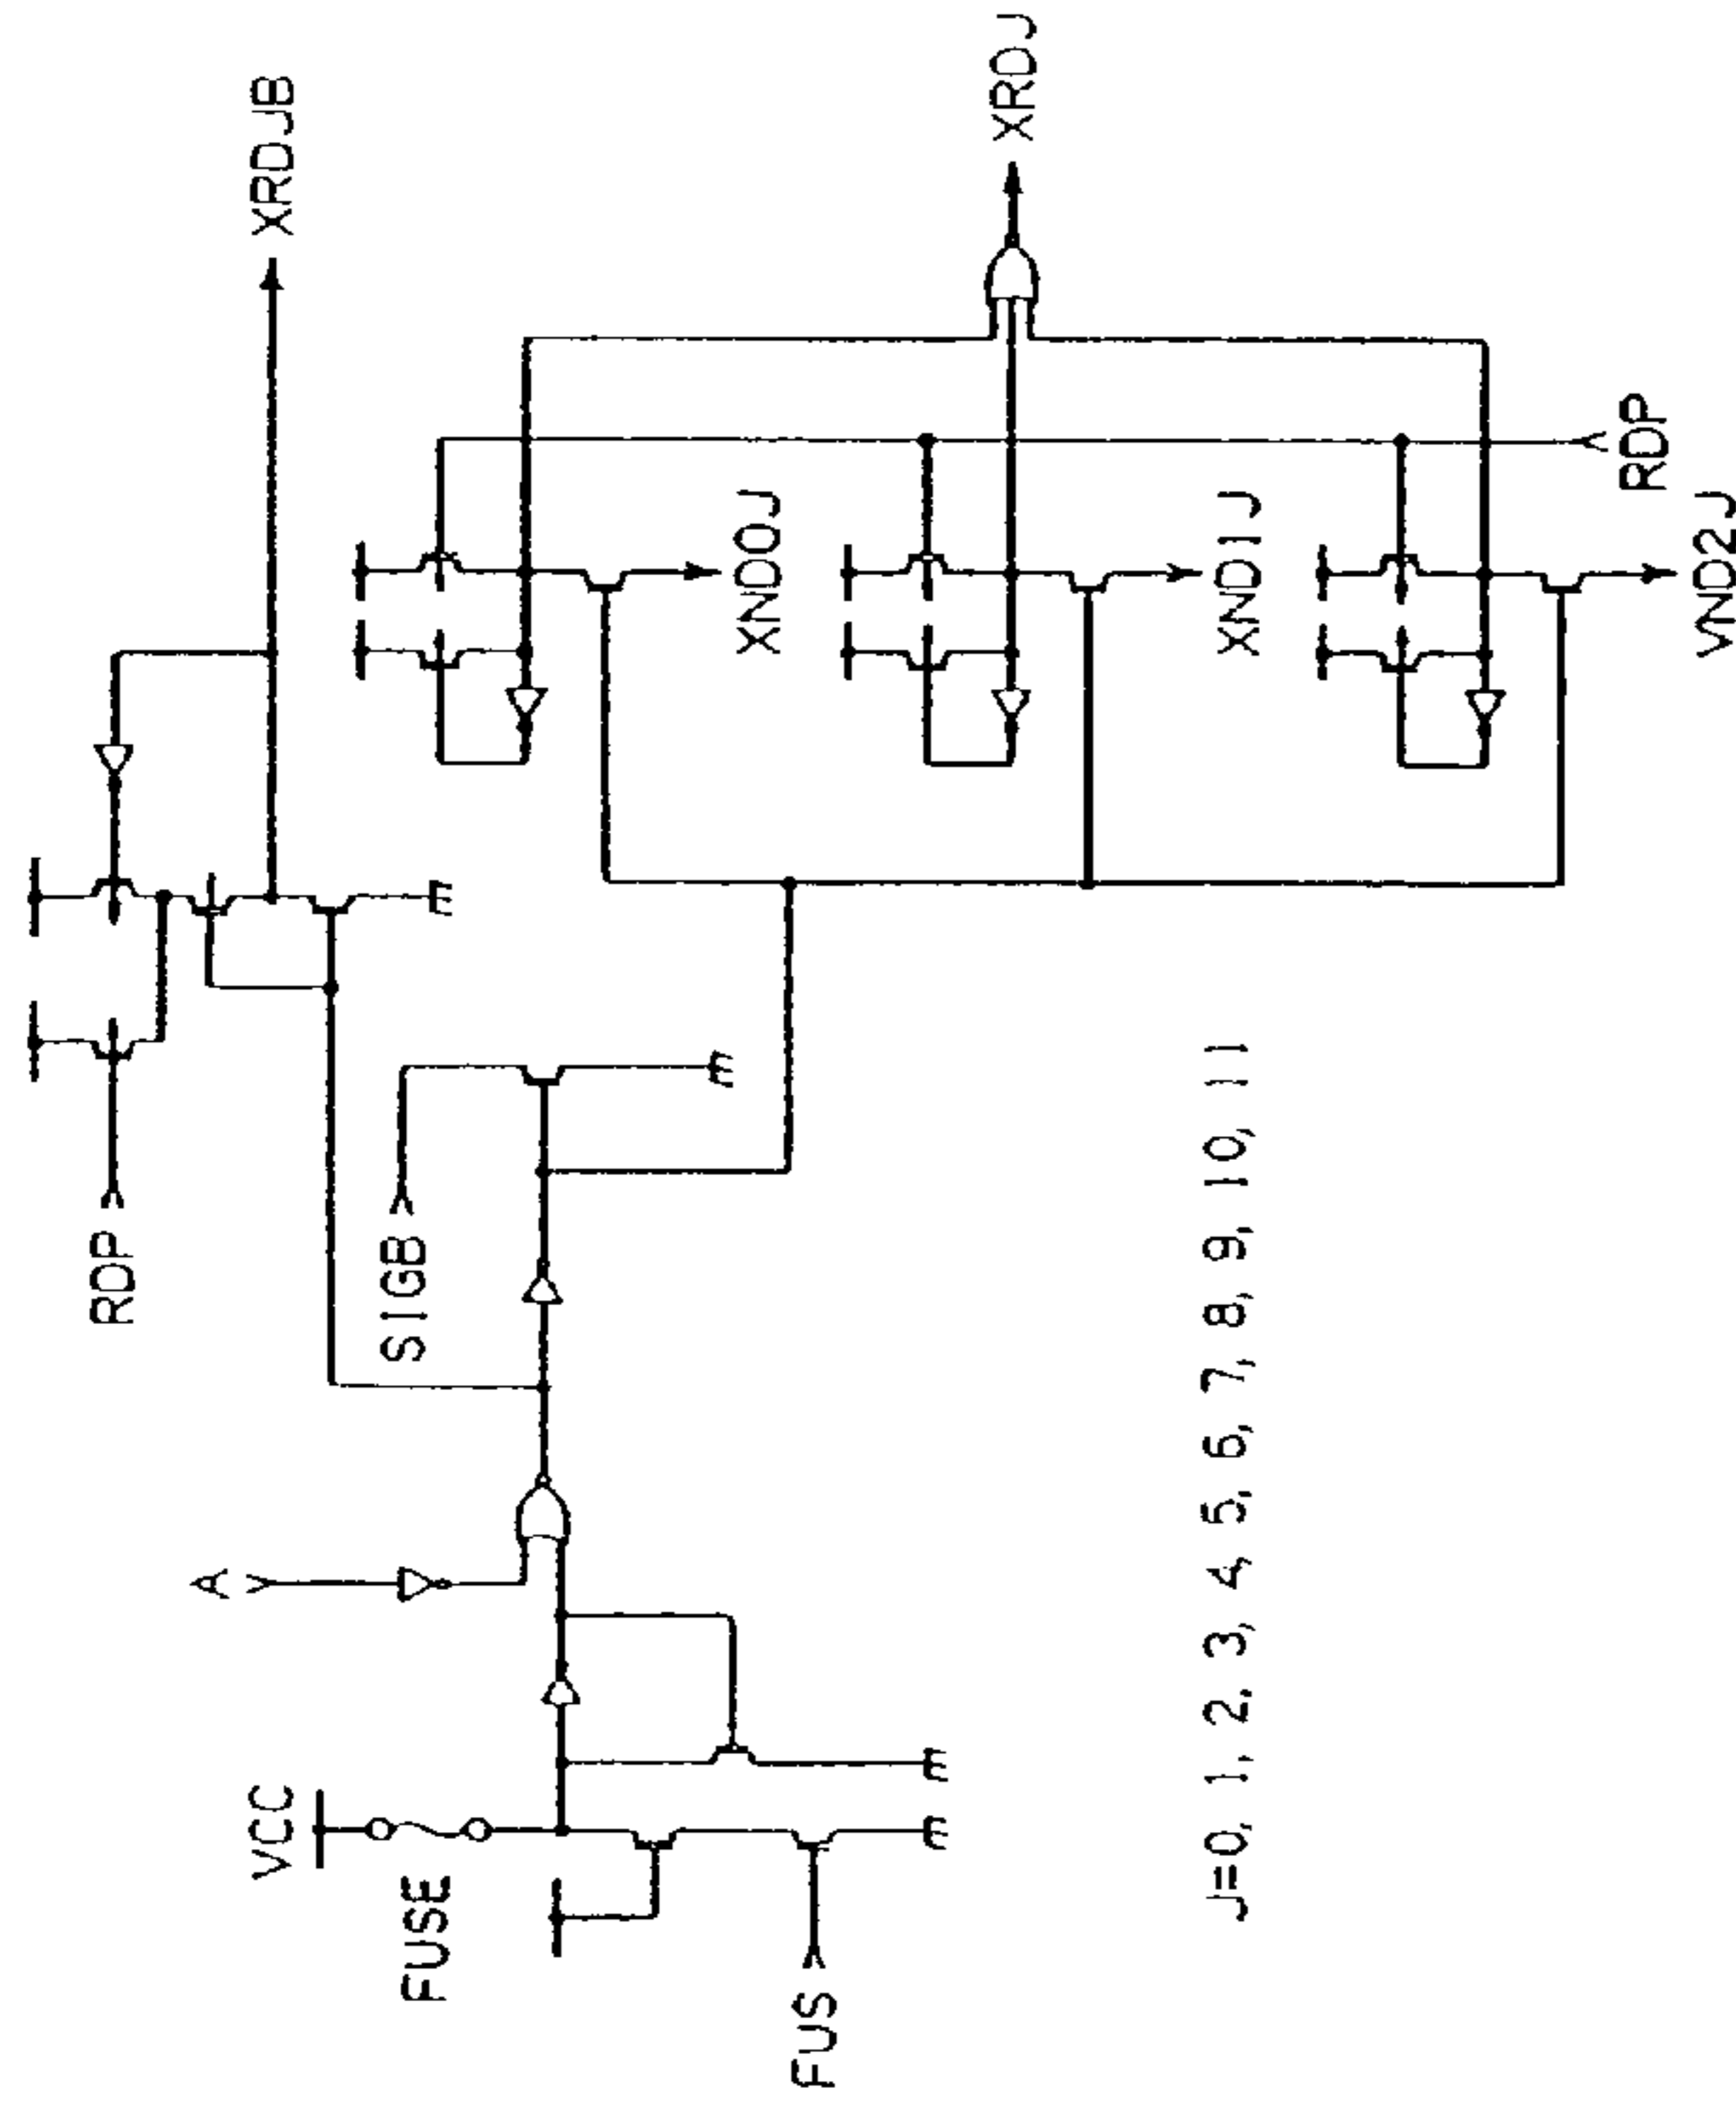 XRDJB
XRDJ
RDP
SIGB
A
VCC
FUSE
FUS
XND0J
XND1J
VND2J
RDP
J=0, 1, 2, 3, 4, 5, 6, 7, 8, 9, 10, 11